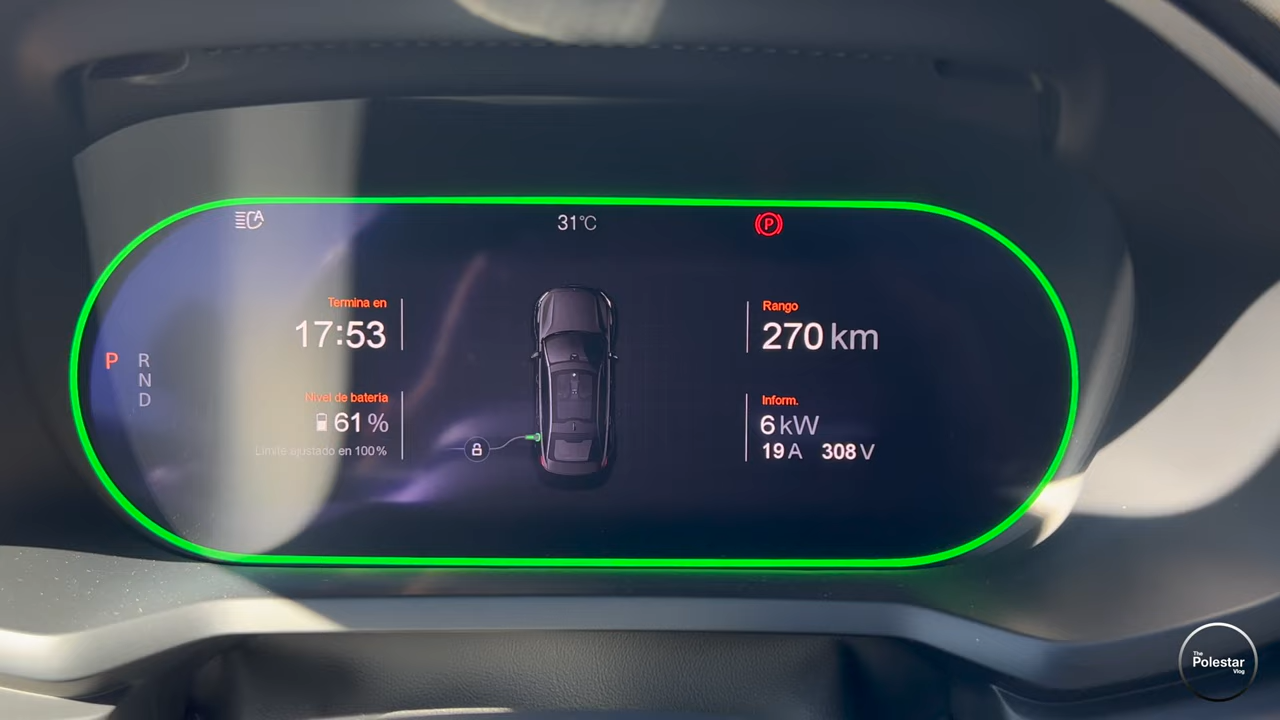 31°C
P
Termina en
17:53
Rango
270 km
P R
N
D
Nivel de batería
61 %
Límite ajustado en 100 %
Inform.
6 kW
19 A 308 V
The
Polestar
Vlog